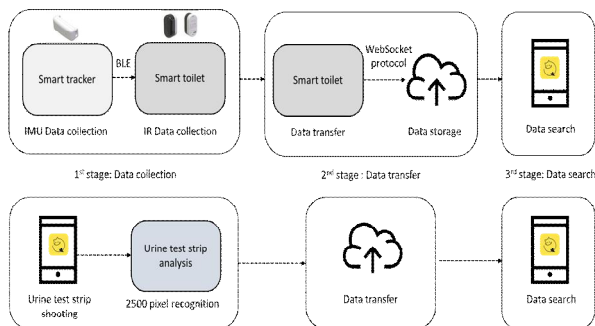 BLE
Smart tracker
Smart toilet
IMU Data collection
IR Data collection
1st stage: Data collection
Smart toilet
WebSocket
protocol
Data transfer
Data storage
2nd stage : Data transfer
Data search
3rd stage: Data search
Urine test strip
shooting
Urine test strip
analysis
2500 pixel recognition
Data transfer
Data search